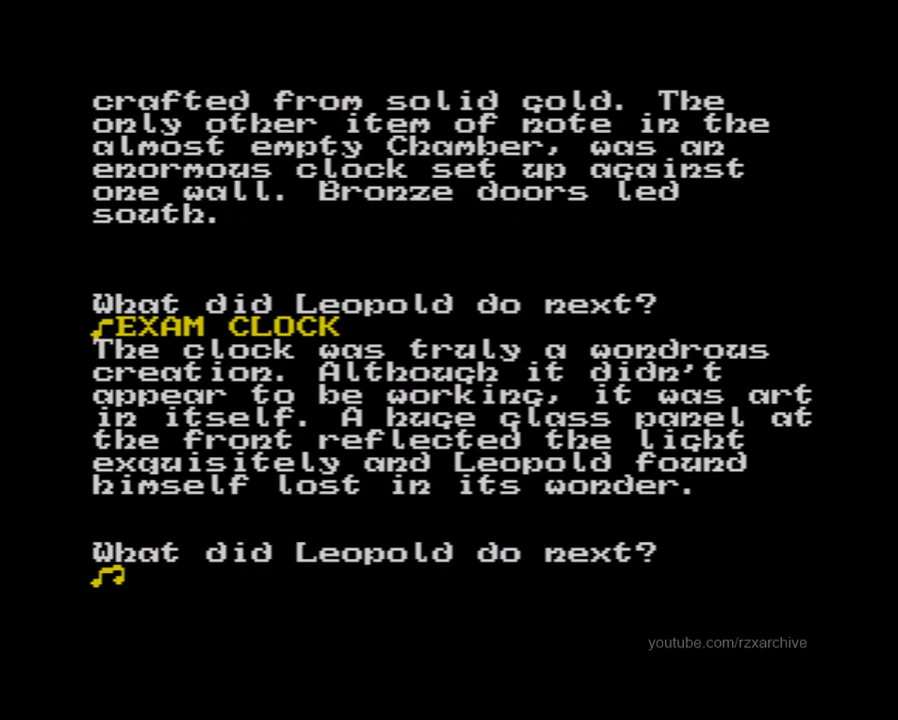 crafted from solid gold. The
only other item of note in the
almost empty Chamber, was an
enormous clock set up against
one wall. Bronze doors led
south.
What did Leopold do next?
♪EXAM CLOCK
The clock was truly a wondrous
creation. Although it didn't
appear to be working, it was art
in itself. A huge glass panel at
the front reflected the light
exquisitely and Leopold found
himself lost in its wonder.
What did Leopold do next?
♫
youtube.com/rzxarchive